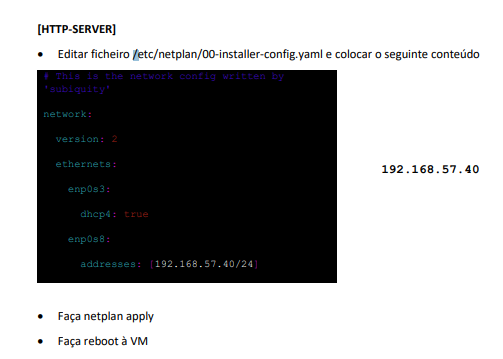 [HTTP-SERVER]
• Editar ficheiro /etc/netplan/00-installer-config.yaml e colocar o seguinte conteúdo
# This is the network config written by
'subiquity'
network:
version: 2
ethernets:
enp0s3:
dhcp4: true
enp0s8:
addresses: [192.168.57.40/24]
192.168.57.40
• Faça netplan apply
• Faça reboot à VM